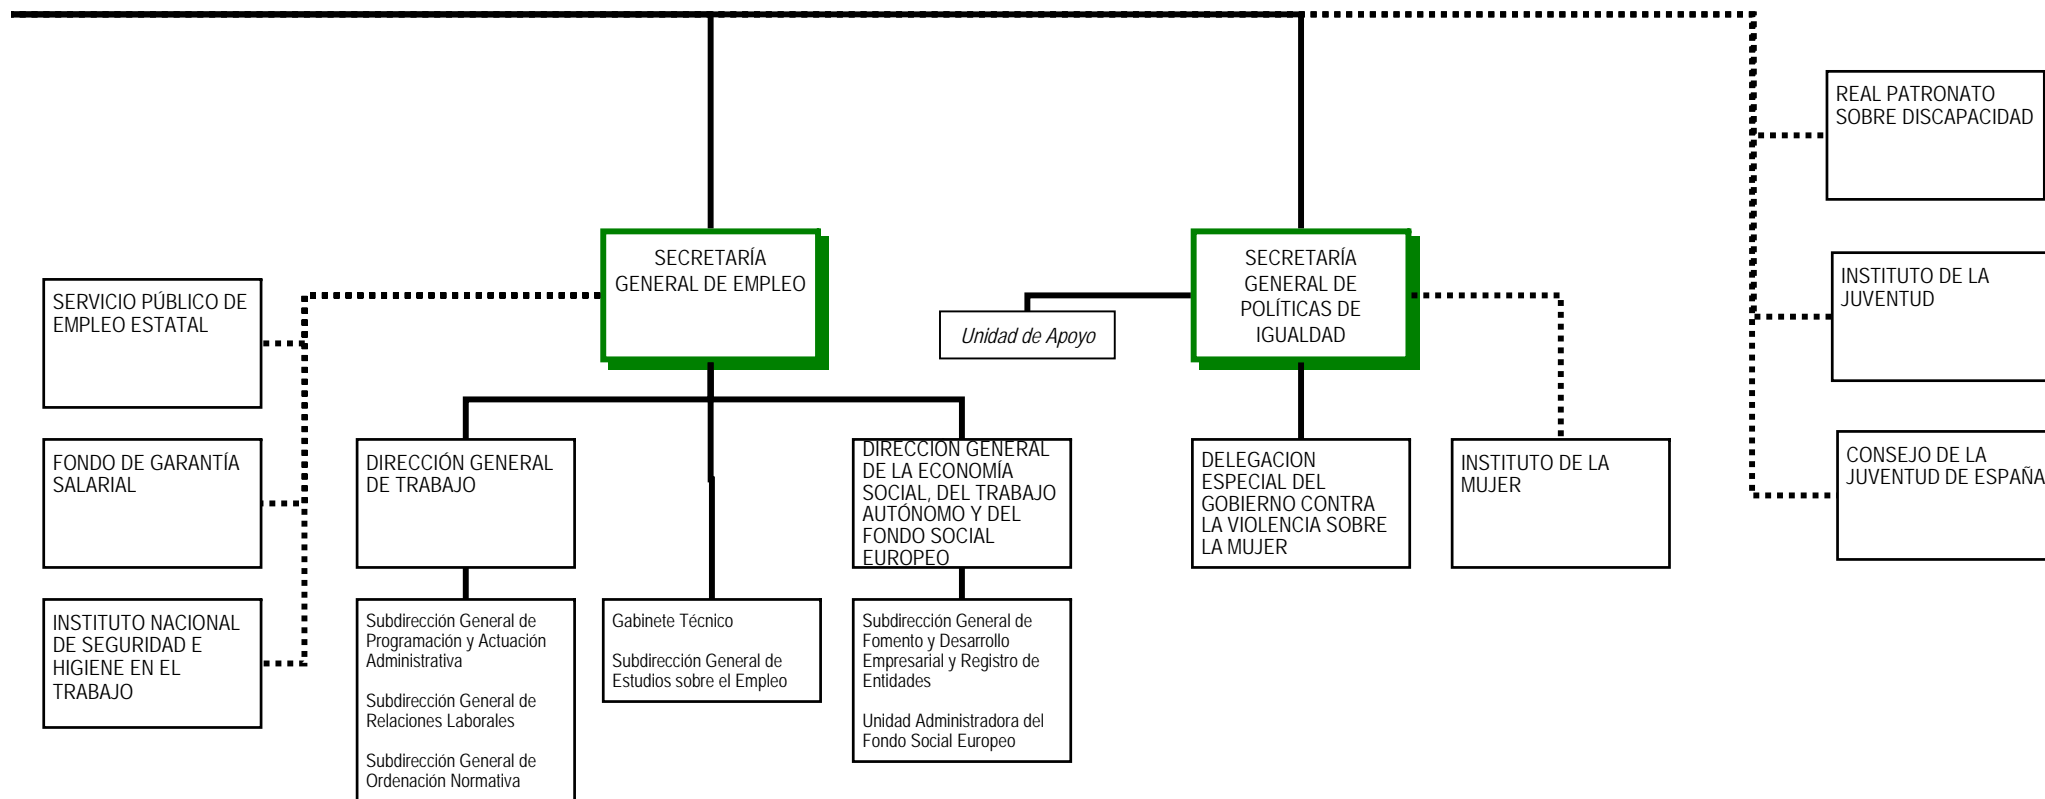 REAL PATRONATO
SOBRE DISCAPACIDAD
SECRETARÍA
GENERAL DE EMPLEO
SECRETARÍA
GENERAL DE
POLÍTICAS DE
IGUALDAD
INSTITUTO DE LA
JUVENTUD
SERVICIO PÚBLICO DE
EMPLEO ESTATAL
Unidad de Apoyo
FONDO DE GARANTÍA
SALARIAL
DIRECCIÓN GENERAL
DE TRABAJO
DIRECCION GENERAL
DE LA ECONOMÍA
SOCIAL, DEL TRABAJO
AUTÓNOMO Y DEL
FONDO SOCIAL
EUROPEO
DELEGACION
ESPECIAL DEL
GOBIERNO CONTRA
LA VIOLENCIA SOBRE
LA MUJER
INSTITUTO DE LA
MUJER
CONSEJO DE LA
JUVENTUD DE ESPAÑA
INSTITUTO NACIONAL
DE SEGURIDAD E
HIGIENE EN EL
TRABAJO
Subdirección General de
Programación y Actuación
Administrativa
Subdirección General de
Relaciones Laborales
Subdirección General de
Ordenación Normativa
Gabinete Técnico
Subdirección General de
Estudios sobre el Empleo
Subdirección General de
Fomento y Desarrollo
Empresarial y Registro de
Entidades
Unidad Administradora del
Fondo Social Europeo